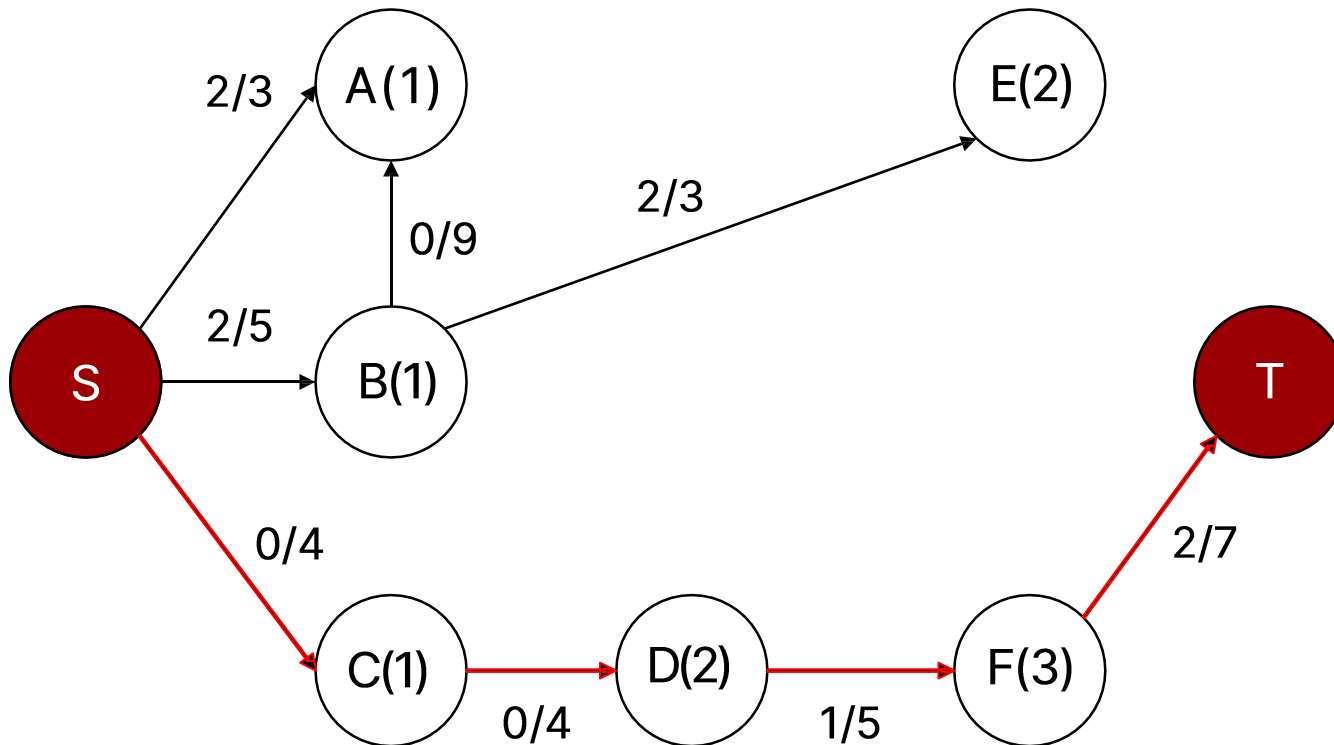 A(1)
E(2)
2/3
2/3
0/9
2/5
S
B(1)
T
0/4
2/7
C(1)
D(2)
F(3)
0/4
1/5